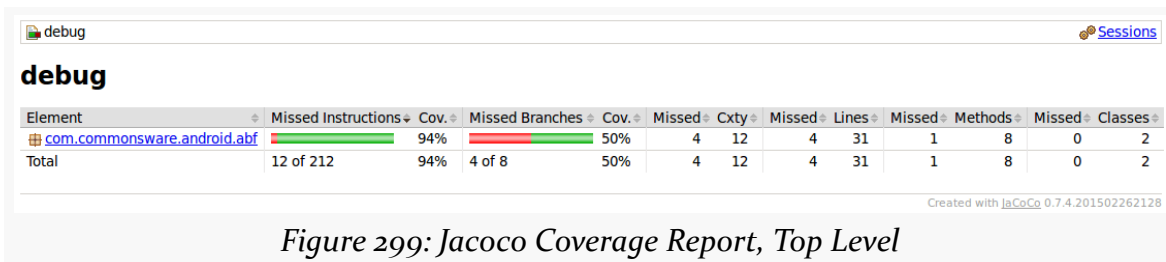 debug
Sessions
debug
Element Missed Instructions Cov. Missed Branches Cov. Missed Cxty Missed Lines Missed Methods Missed Classes
com.commonsware.android.abf 94% 50% 4 12 4 31 1 8 0 2
Total 12 of 212 94% 4 of 8 50% 4 12 4 31 1 8 0 2
Created with JaCoCo 0.7.4.201502262128
Figure 299: Jacoco Coverage Report, Top Level